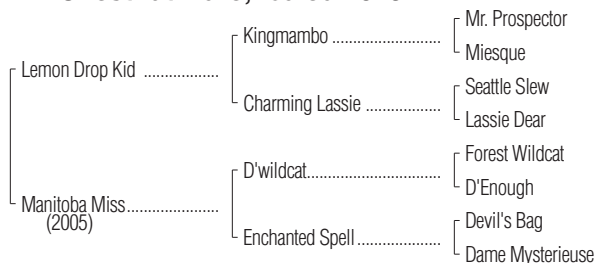 Mr. Prospector
Kingmambo ....................
Miesque
Lemon Drop Kid ..................
Seattle Slew
Charming Lassie ....................
Lassie Dear
Forest Wildcat
D'wildcat....................
D'Enough
Manitoba Miss......................
(2005)
Devil's Bag
Enchanted Spell....................
Dame Mysterieuse